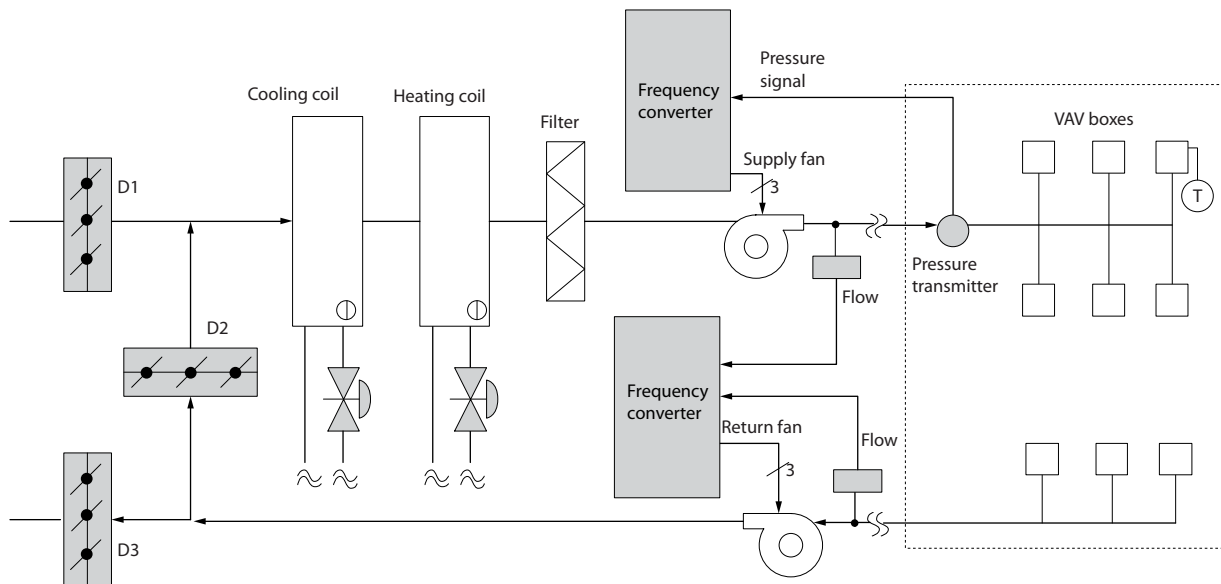 Cooling coil
Heating coil
Filter
Frequency
converter
Pressure
signal
Supply fan
3
VAV boxes
T
D1
Pressure
transmitter
Flow
D2
Frequency
converter
Return fan
3
Flow
D3